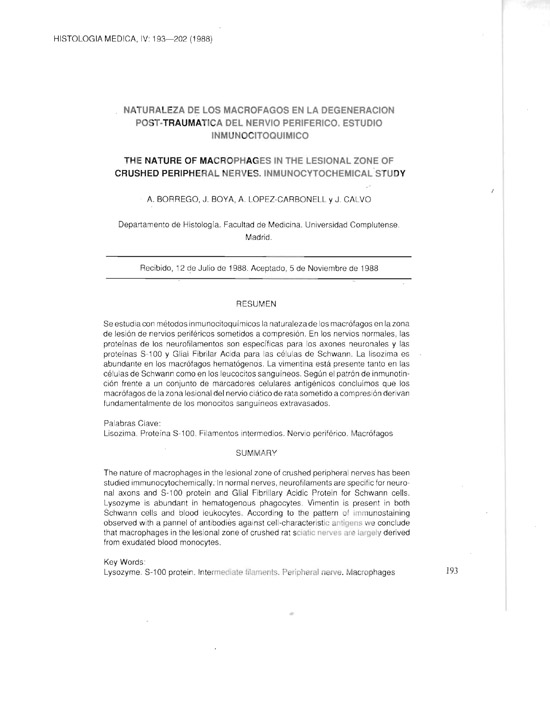 HISTOLOGIA MEDICA, IV: 193—202 (1988)
NATURALEZA DE LOS MACROFAGOS EN LA DEGENERACION
POST-TRAUMATICA DEL NERVIO PERIFERICO. ESTUDIO
INMUNOCITOQUIMICO
THE NATURE OF MACROPHAGES IN THE LESIONAL ZONE OF
CRUSHED PERIPHERAL NERVES. INMUNOCYTOCHEMICAL STUDY
A. BORREGO, J. BOYA, A. LOPEZ-CARBONELL y J. CALVO
Departamento de Histología. Facultad de Medicina. Universidad Complutense.
Madrid.
Recibido, 12 de Julio de 1988. Aceptado, 5 de Noviembre de 1988
RESUMEN
Se estudia con métodos inmunocitoquímicos la naturaleza de los macrófagos en la zona
de lesión de nervios periféricos sometidos a compresión. En los nervios normales, las
proteínas de los neurofilamentos son específicas para los axones neuronales y las
proteínas S-100 y Glial Fibrilar Acida para las células de Schwann. La lisozima es
abundante en los macrófagos hematógenos. La vimentina está presente tanto en las
células de Schwann como en los leucocitos sanguíneos. Según el patrón de inmunotin-
ción frente a un conjunto de marcadores celulares antigénicos concluimos que los
macrófagos de la zona lesional del nervio ciático de rata sometido a compresión derivan
fundamentalmente de los monocitos sanguíneos extravasados.
Palabras Clave:
Lisozima. Proteína S-100. Filamentos intermedios. Nervio periférico. Macrófagos
SUMMARY
The nature of macrophages in the lesional zone of crushed peripheral nerves has been
studied immunocytochemically. In normal nerves, neurofilaments are specific for neuro-
nal axons and S-100 protein and Glial Fibrillary Acidic Protein for Schwann cells.
Lysozyme is abundant in hematogenous phagocytes. Vimentin is present in both
Schwann cells and blood leukocytes. According to the pattern of immunostaining
observed with a pannel of antibodies against cell-characteristic antigens we conclude
that macrophages in the lesional zone of crushed rat sciatic nerves are largely derived
from exudated blood monocytes.
Key Words:
Lysozyme. S-100 protein. Intermediate filaments. Peripheral nerve. Macrophages
193